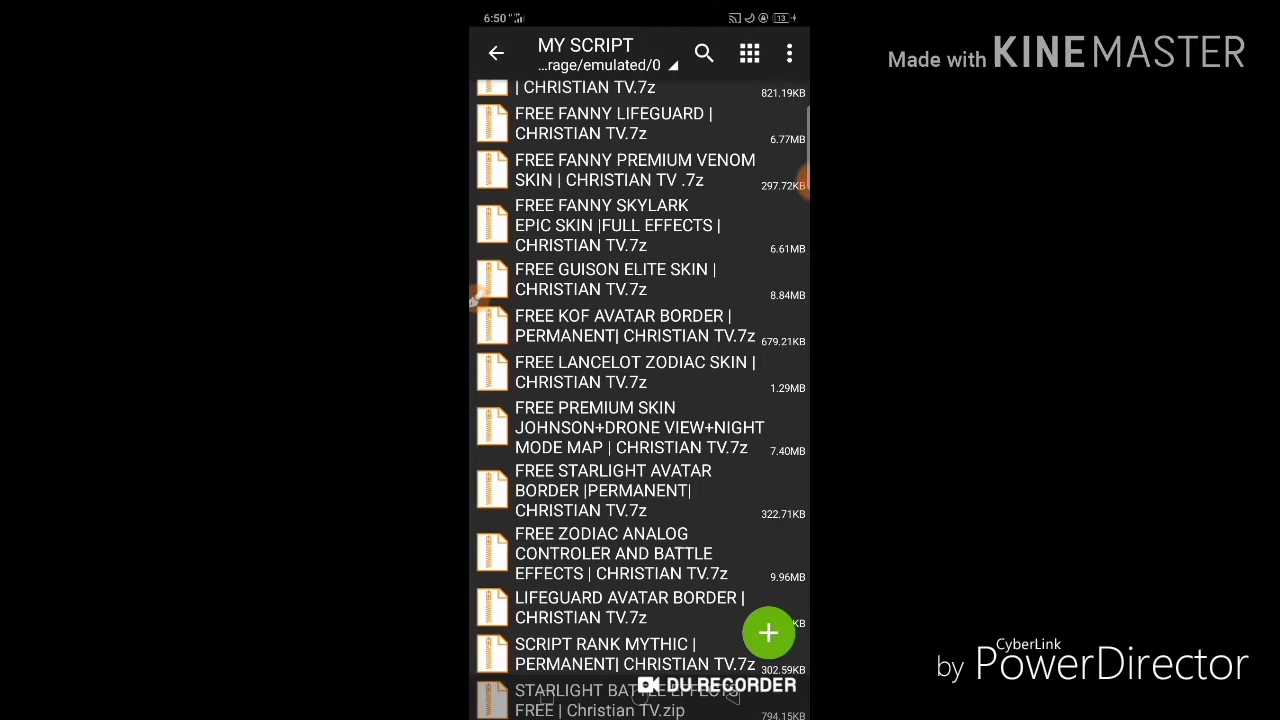 6:50
13
MY SCRIPT
...rage/emulated/0
| CHRISTIAN TV.7z
821.19KB
FREE FANNY LIFEGUARD |
CHRISTIAN TV.7z
6.77MB
FREE FANNY PREMIUM VENOM
SKIN | CHRISTIAN TV .7z
297.72KB
FREE FANNY SKYLARK
EPIC SKIN |FULL EFFECTS |
CHRISTIAN TV.7z
6.61MB
FREE GUISON ELITE SKIN |
CHRISTIAN TV.7z
8.84MB
FREE KOF AVATAR BORDER |
PERMANENT| CHRISTIAN TV.7z
679.21KB
FREE LANCELOT ZODIAC SKIN |
CHRISTIAN TV.7z
1.29MB
FREE PREMIUM SKIN
JOHNSON+DRONE VIEW+NIGHT
MODE MAP | CHRISTIAN TV.7z
7.40MB
FREE STARLIGHT AVATAR
BORDER |PERMANENT|
CHRISTIAN TV.7z
322.71KB
FREE ZODIAC ANALOG
CONTROLER AND BATTLE
EFFECTS | CHRISTIAN TV.7z
9.96MB
LIFEGUARD AVATAR BORDER |
CHRISTIAN TV.7z
KB
SCRIPT RANK MYTHIC |
PERMANENT| CHRISTIAN TV.7z
302.59KB
STARLIGHT BATTLE EFFECTS
FREE | Christian TV.zip
794.15KB
DU RECORDER
Made with KINEMASTER
CyberLink
by PowerDirector